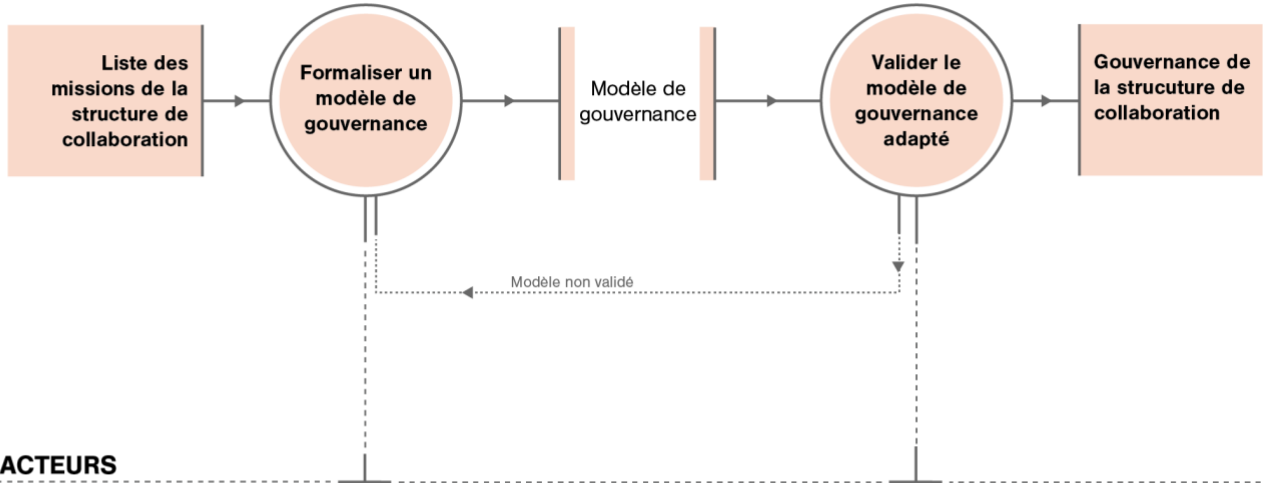 Liste des
missions de la
structure de
collaboration
Formaliser un
modèle de
gouvernance
Modèle de
gouvernance
Valider le
modèle de
gouvernance
adapté
Gouvernance de
la strucuture de
collaboration
Modèle non validé
ACTEURS